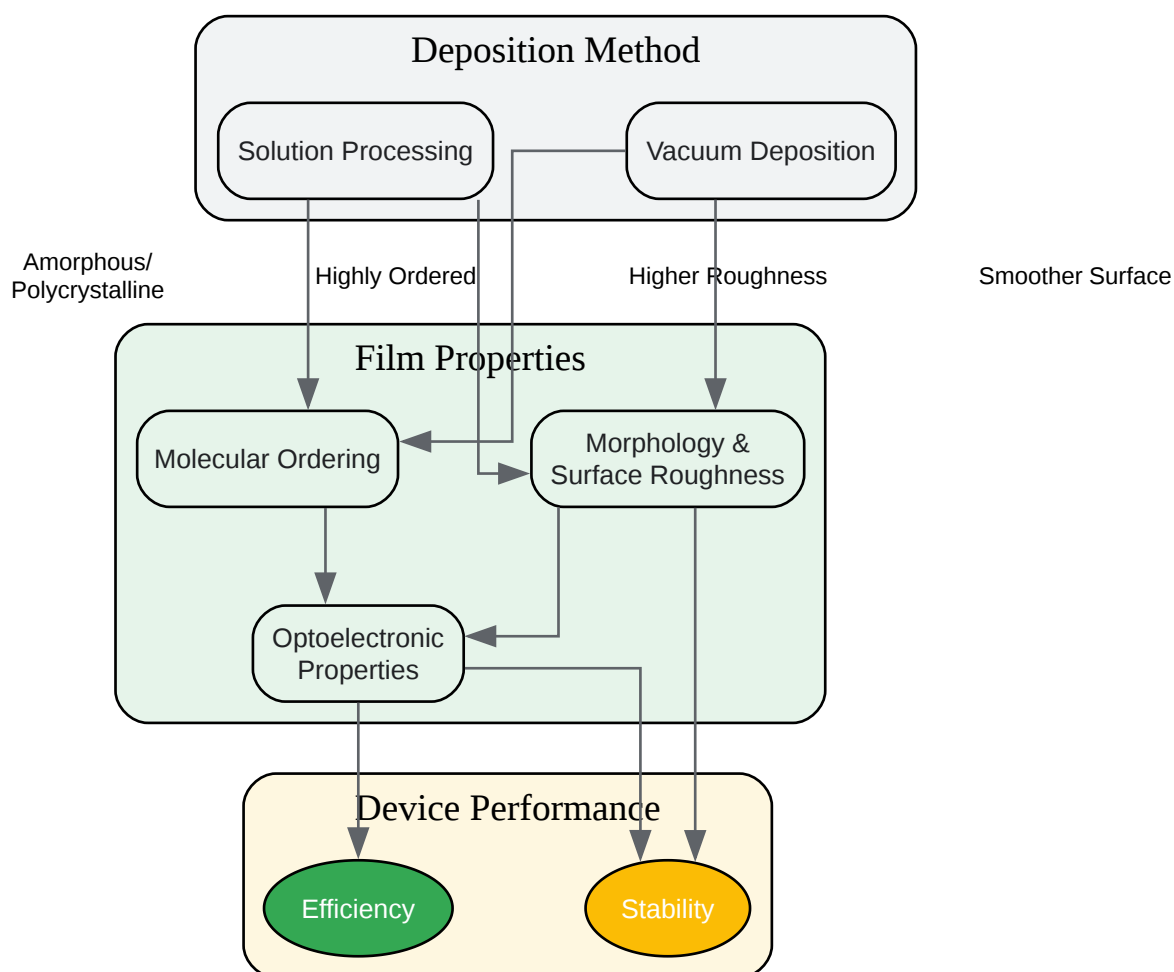 Deposition Method
Solution Processing
Vacuum Deposition
Amorphous/
Polycrystalline
Highly Ordered
Higher Roughness
Smoother Surface
Film Properties
Molecular Ordering
Morphology &
Surface Roughness
Optoelectronic
Properties
Device Performance
Efficiency
Stability